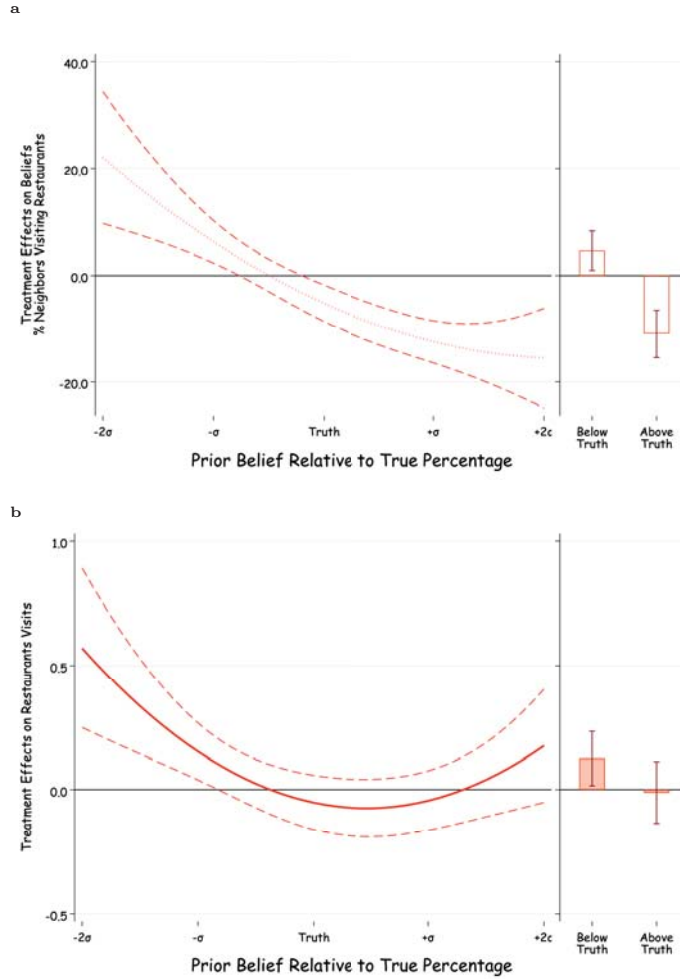 a
Treatment Effects on Beliefs
% Neighbors Visiting Restaurants
40.0
20.0
0.0
-20.0
-2σ
-σ
Truth
+σ
+2σ
Below
Truth
Above
Truth
Prior Belief Relative to True Percentage
b
Treatment Effects on Restaurants Visits
1.0
0.5
0.0
-0.5
-2σ
-σ
Truth
+σ
+2σ
Below
Truth
Above
Truth
Prior Belief Relative to True Percentage